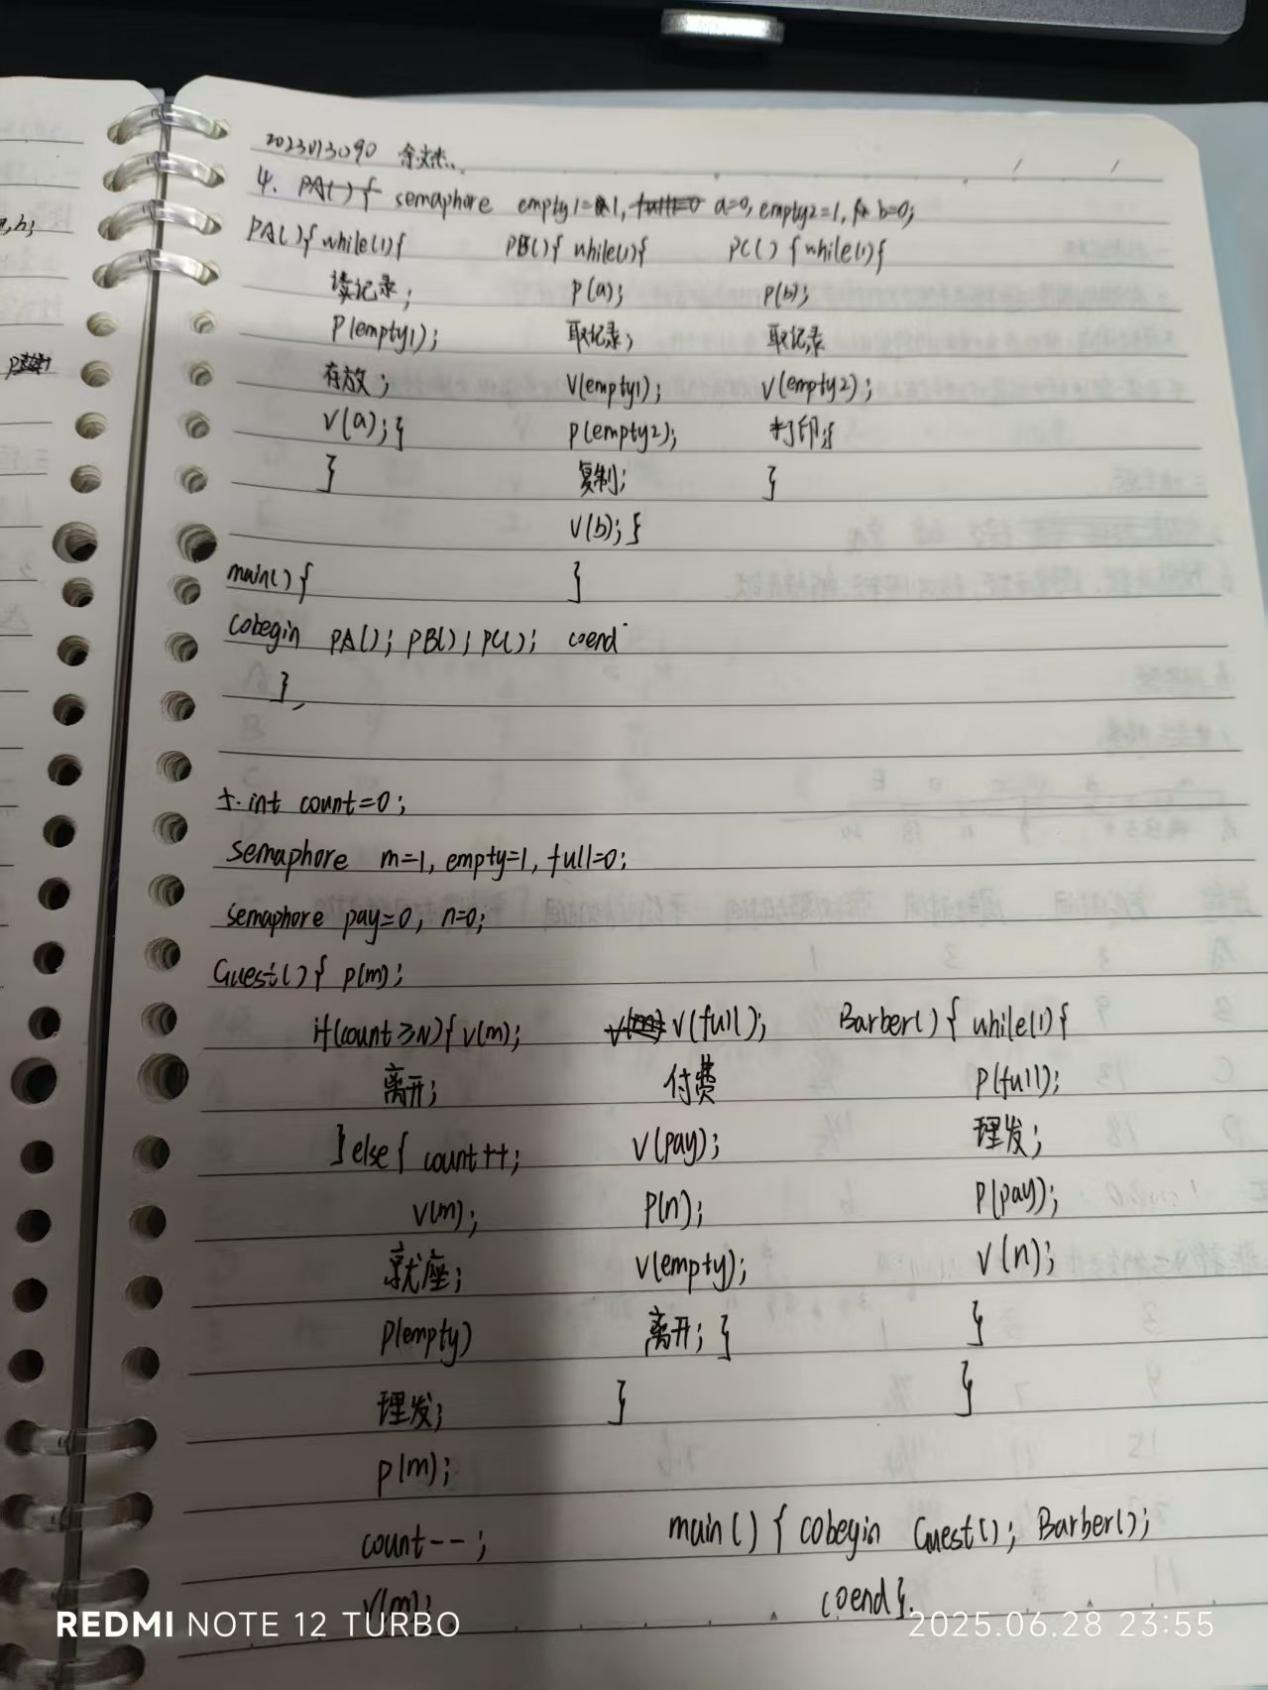 余文杰
4. semaphore empty1=1, a=0, empty2=1, b=0;
PA(){ while(1){
读记录;
P(empty1);
存放;
V(a);}
}
PB(){ while(1){
P(a);
取记录;
V(empty1);
P(empty2);
复制;
V(b);}
}
PC(){ while(1){
P(b);
取记录
V(empty2);
打印;}
}
main(){
cobegin PA(); PB(); PC(); coend
}
七. int count=0;
semaphore m=1, empty=1, full=0;
semaphore pay=0, n=0;
Guest(){ P(m);
if(count≥N){ V(m);
离开;
}else{ count++;
V(m);
就座;
P(empty)
理发;
P(m);
count--;
V(m);
V(full);
付费
V(pay);
P(n);
V(empty);
离开; }
}
Barber(){ while(1){
P(full);
理发;
P(pay);
V(n);
}
}
main(){ cobegin Guest(); Barber();
coend}.
REDMI NOTE 12 TURBO
2025.06.28 23:55